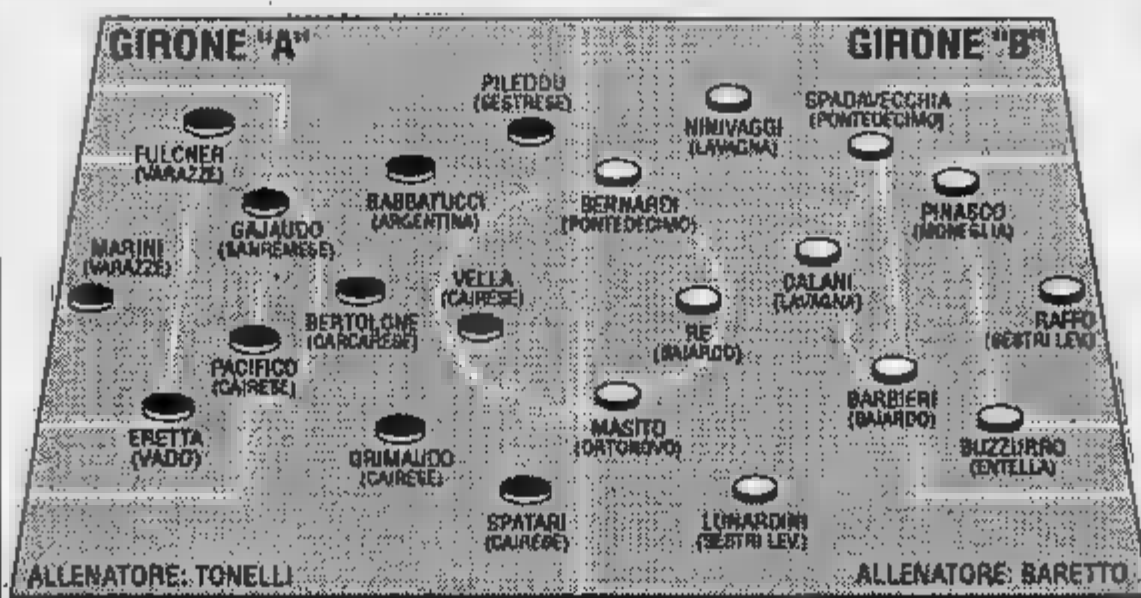 GIRONE "A"
FULCNER
(VARAZZE)
GAJAUDO
(SANREMESE)
MARINI
(VARAZZE)
PACIFICO
(CAIRESE)
ERETTA
(VADO)
BABBATUCCI
(ARGENTINA)
PILEDDU
(SESTRESE)
BERTOLONE
(CARCARESE)
VELLA
(CAIRESE)
GRIMAUDO
(CAIRESE)
SPATARI
(CAIRESE)
ALLENATORE: TONELLI
GIRONE "B"
NINIVAGGI
(LAVAGNA)
SPADAVECCHIA
(PONTEDECIMO)
BERNARDI
(PONTEDECIMO)
PINASCO
(MONEGLIA)
CALANI
(LAVAGNA)
RE
(BAIARDO)
RAFFO
(SESTRI LEV.)
BARBIERI
(BAIARDO)
MASITO
(ORTONOVO)
BUZZURRO
(ENTELLA)
LUNARDINI
(SESTRI LEV.)
ALLENATORE: BARETTO